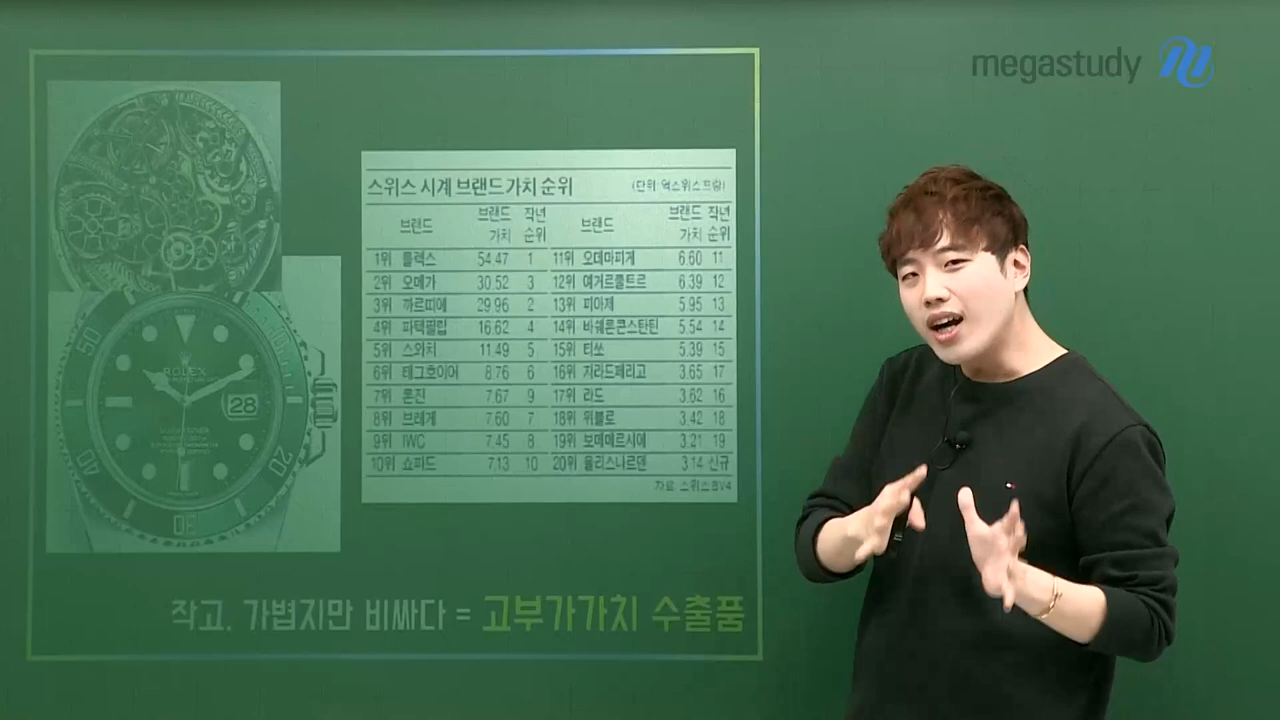 megastudy
스위스 시계 브랜드가치 순위 (단위 억스위스프랑)
브랜드 브랜드가치 작년순위 브랜드 브랜드가치 작년순위
1위 롤렉스 54.47 1 11위 오데마피게 6.60 11
2위 오메가 30.52 3 12위 예거르쿨트르 6.39 12
3위 까르띠에 29.96 2 13위 피아제 5.95 13
4위 파텍필립 16.62 4 14위 바쉐론콘스탄틴 5.54 14
5위 스와치 11.49 5 15위 티쏘 5.39 15
6위 태그호이어 8.76 6 16위 지라드페리고 3.65 17
7위 론진 7.67 9 17위 라도 3.62 16
8위 브레게 7.60 7 18위 위블로 3.42 18
9위 IWC 7.45 8 19위 보메메르시에 3.21 19
10위 쇼파드 7.13 10 20위 율리스나르덴 3.14 신규
자료: 스위스BV4
50
ROLEX
28
40
20
작고, 가볍지만 비싸다 = 고부가가치 수출품